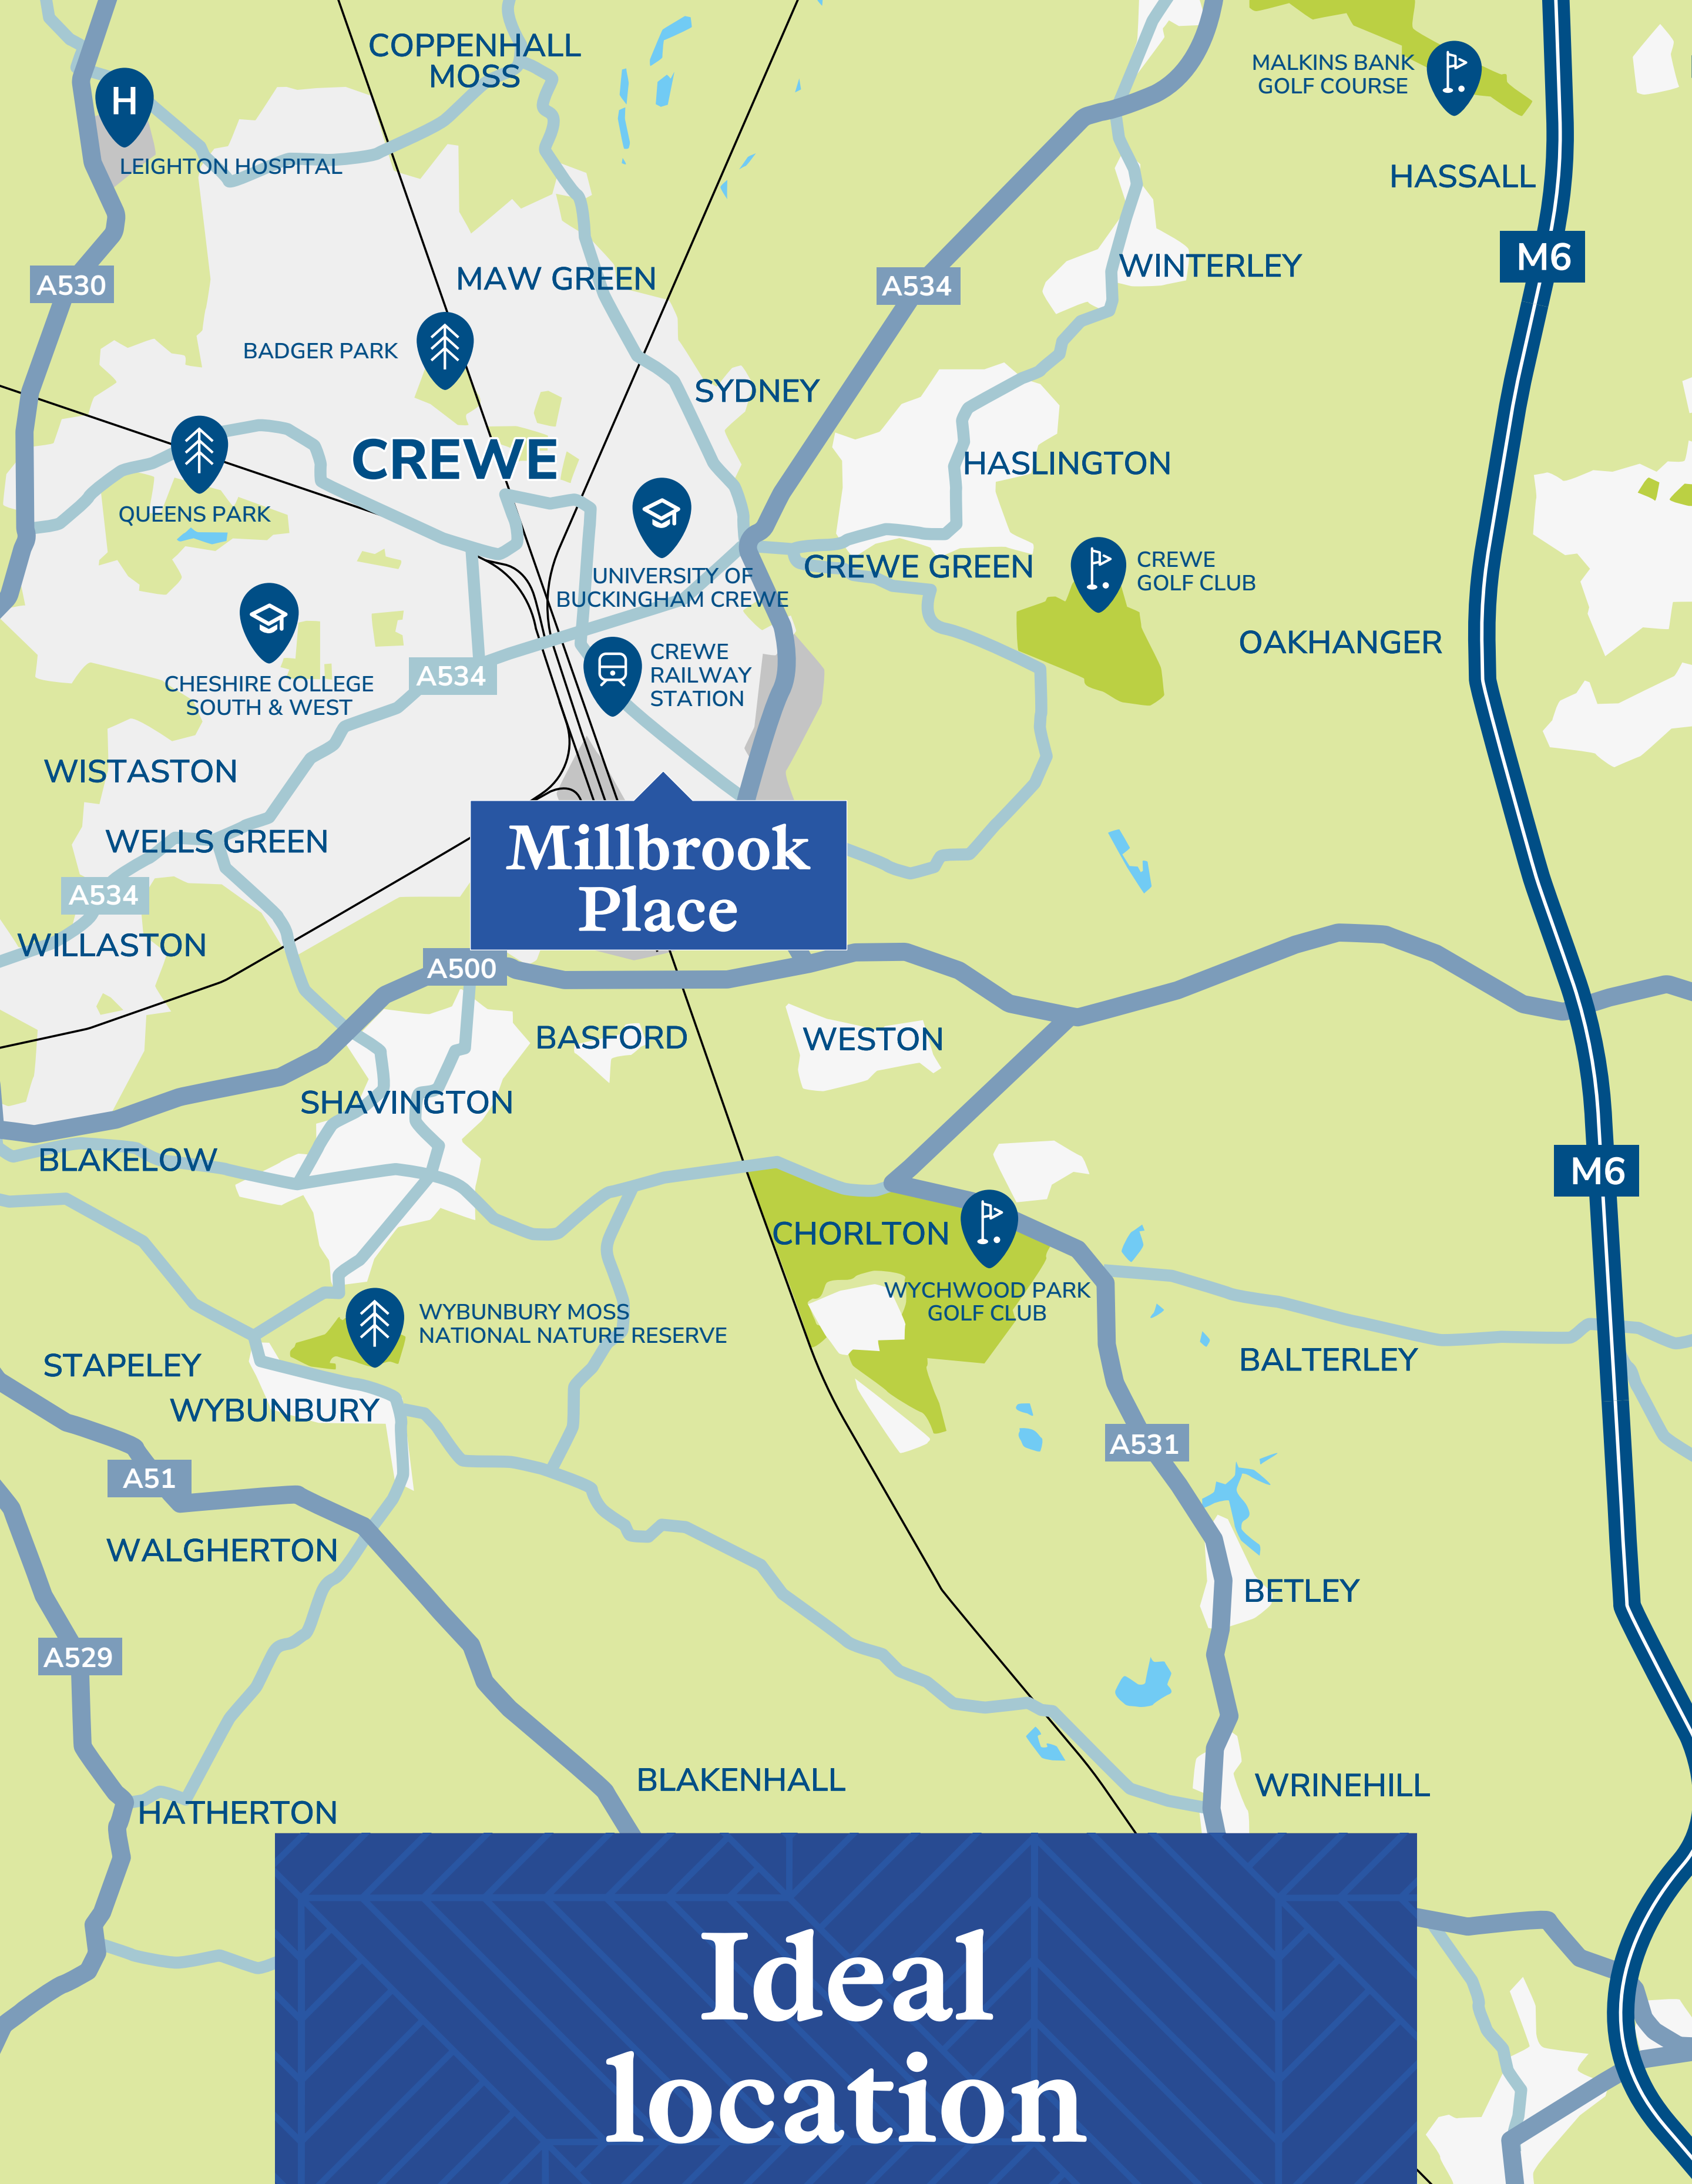 COPPENHALL
MOSS
MALKINS BANK
GOLF COURSE
H
LEIGHTON HOSPITAL
HASSALL
M6
WINTERLEY
MAW GREEN
A530
A534
BADGER PARK
SYDNEY
CREWE
HASLINGTON
QUEENS PARK
CREWE GREEN
CREWE
GOLF CLUB
UNIVERSITY OF
BUCKINGHAM CREWE
OAKHANGER
CREWE
RAILWAY
STATION
A534
CHESHIRE COLLEGE
SOUTH & WEST
WISTASTON
WELLS GREEN
Millbrook
Place
A534
WILLASTON
A500
BASFORD
WESTON
SHAVINGTON
BLAKELOW
M6
CHORLTON
WYCHWOOD PARK
GOLF CLUB
WYBUNBURY MOSS
NATIONAL NATURE RESERVE
STAPELEY
BALTERLEY
WYBUNBURY
A531
A51
WALGHERTON
BETLEY
A529
BLAKENHALL
WRINEHILL
HATHERTON
Ideal
location